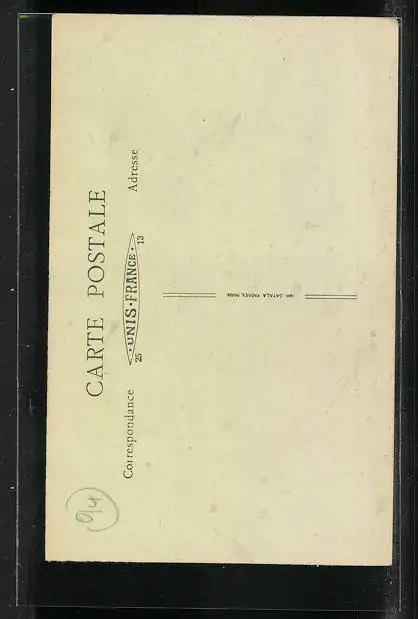 CARTE POSTALE
Correspondance
Adresse
• UNIS-FRANCE •
25 13
IMP. CATALA FRÈRES, PARIS
94